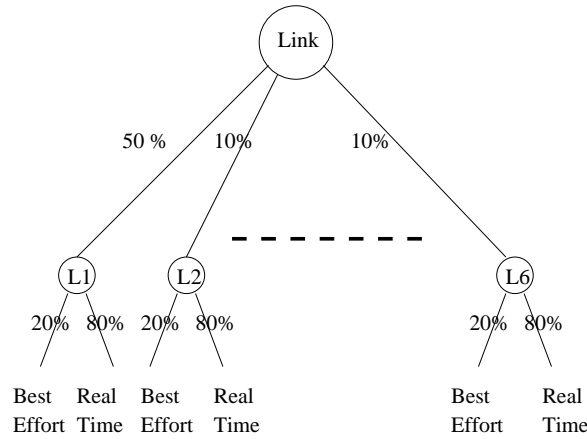 Link
50 % 10% 10%
L1 L2 L6
20% 80% 20% 80% 20% 80%
Best Real Best Real Best Real
Effort Time Effort Time Effort Time